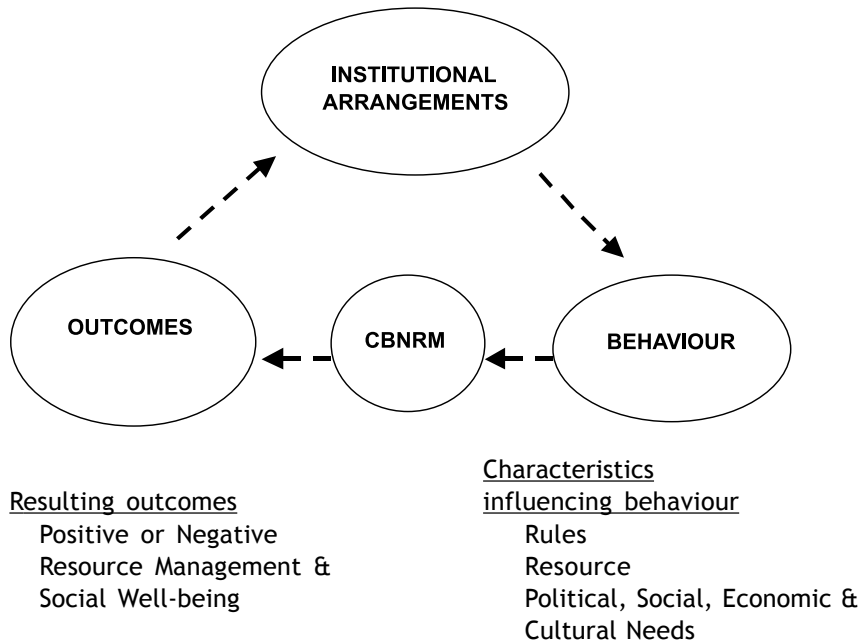 INSTITUTIONAL
ARRANGEMENTS
OUTCOMES
CBNRM
BEHAVIOUR
Resulting outcomes
Positive or Negative
Resource Management &
Social Well-being
Characteristics
influencing behaviour
Rules
Resource
Political, Social, Economic &
Cultural Needs